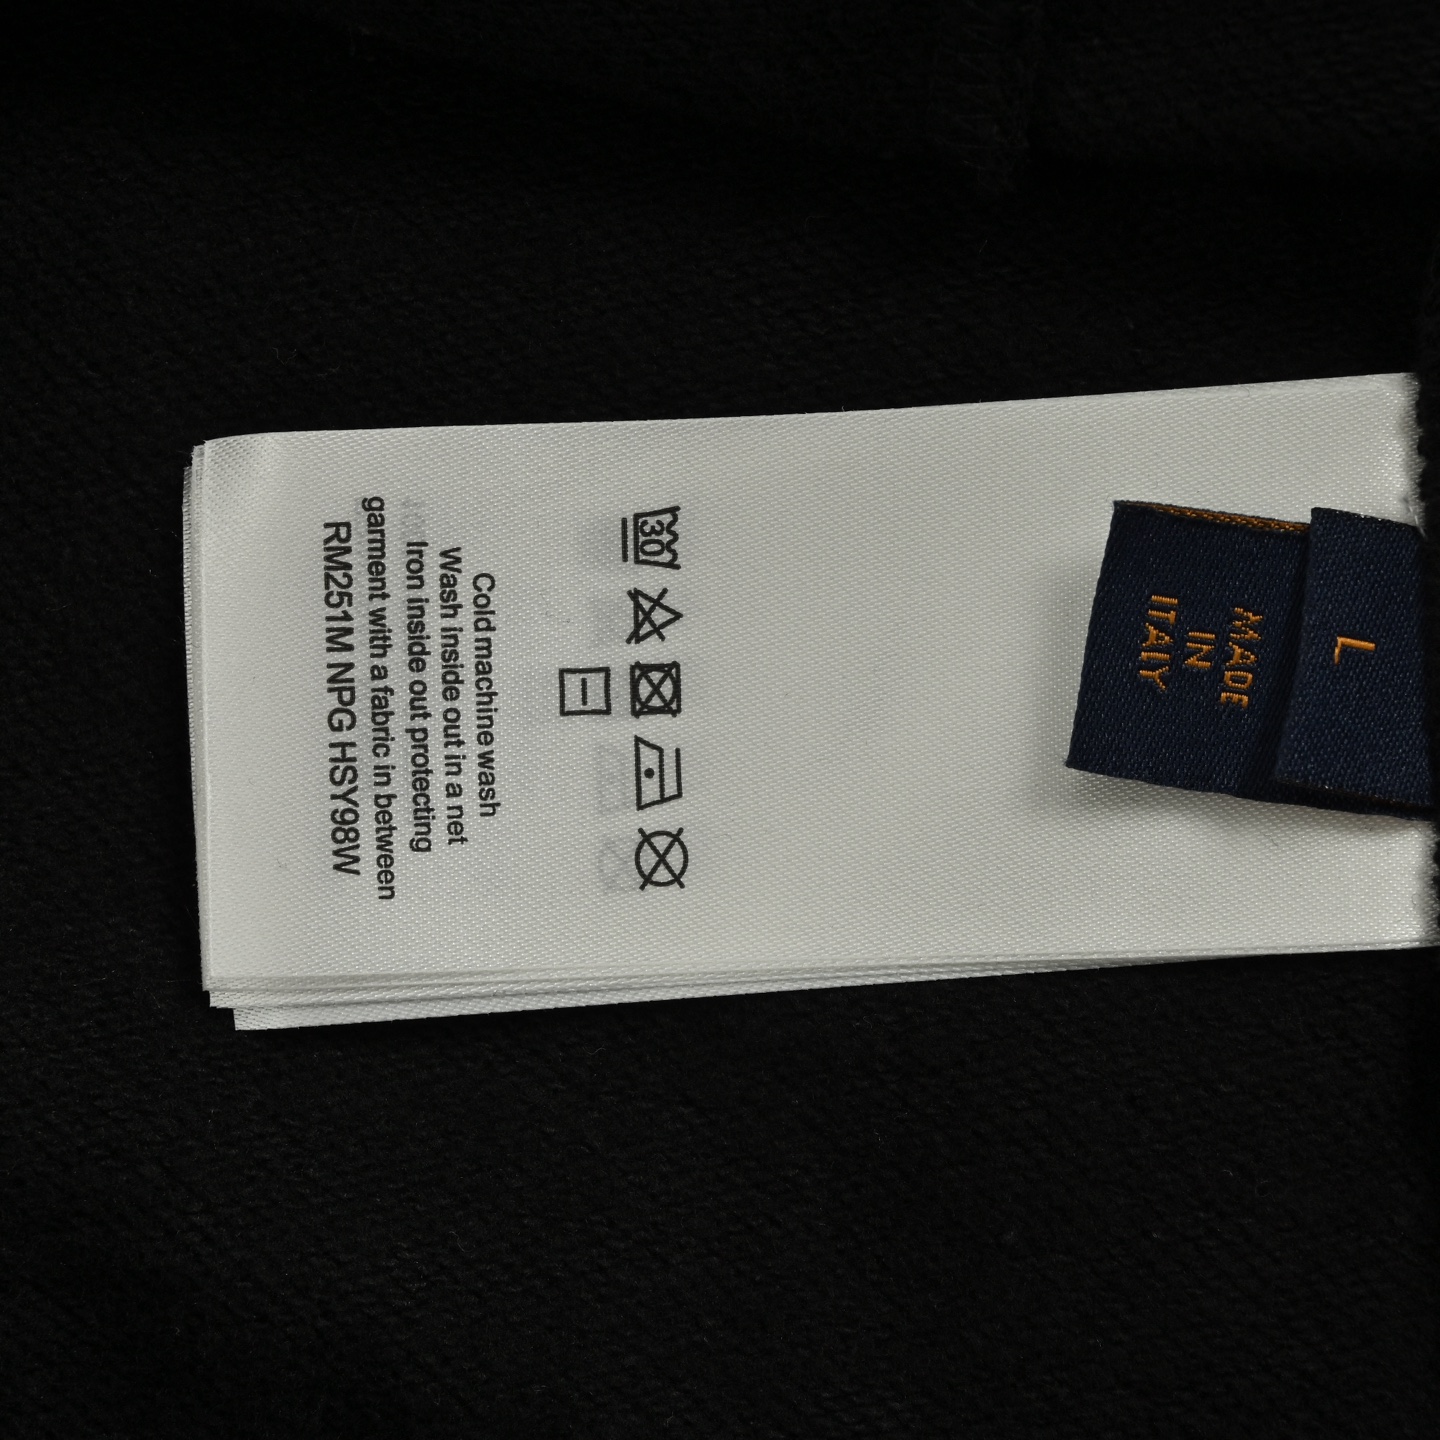 L
MADE
IN
ITALY
30
Cold machine wash
Wash inside out in a net
Iron inside out protecting
garment with a fabric in between
RM251M NPG HSY98W